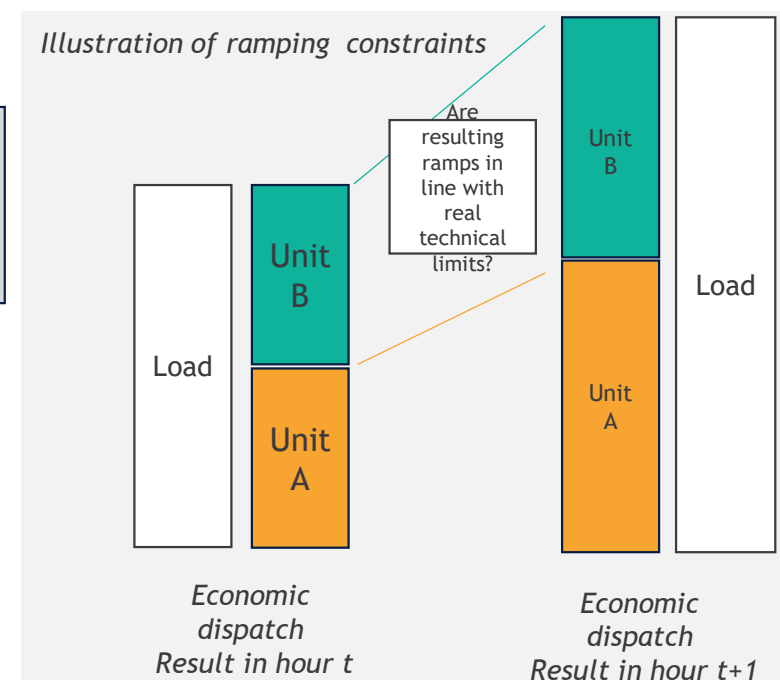 Illustration of ramping constraints
Are
resulting
ramps in
line with
real
technical
limits?
Load
Unit
B
Unit
A
Unit
B
Unit
A
Load
Economic
dispatch
Result in hour t
Economic
dispatch
Result in hour t+1